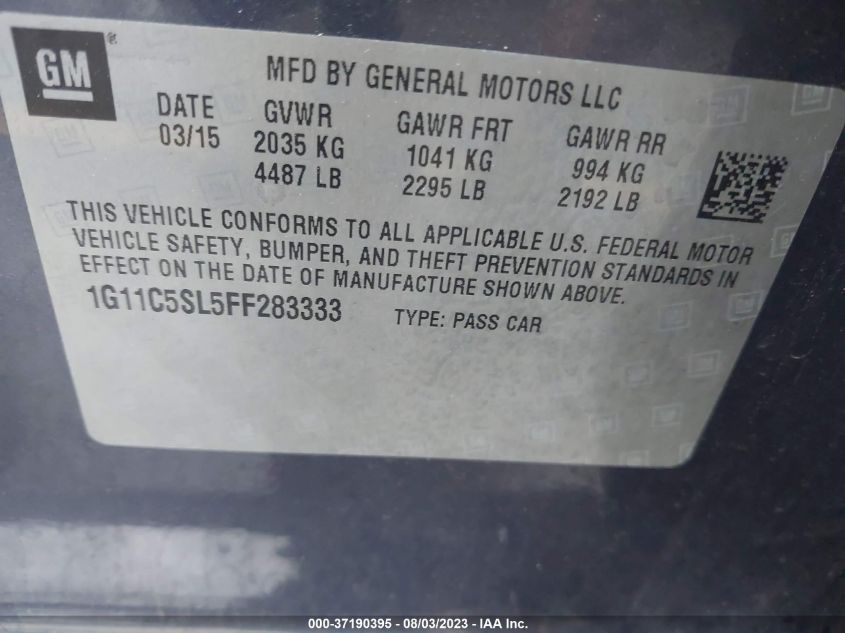 GM ®
MFD BY GENERAL MOTORS LLC
DATE GVWR GAWR FRT GAWR RR
03/15 2035 KG 1041 KG 994 KG
4487 LB 2295 LB 2192 LB
THIS VEHICLE CONFORMS TO ALL APPLICABLE U.S. FEDERAL MOTOR
VEHICLE SAFETY, BUMPER, AND THEFT PREVENTION STANDARDS IN
EFFECT ON THE DATE OF MANUFACTURE SHOWN ABOVE.
1G11C5SL5FF283333 TYPE: PASS CAR
000-37190395 - 08/03/2023 - IAA Inc.